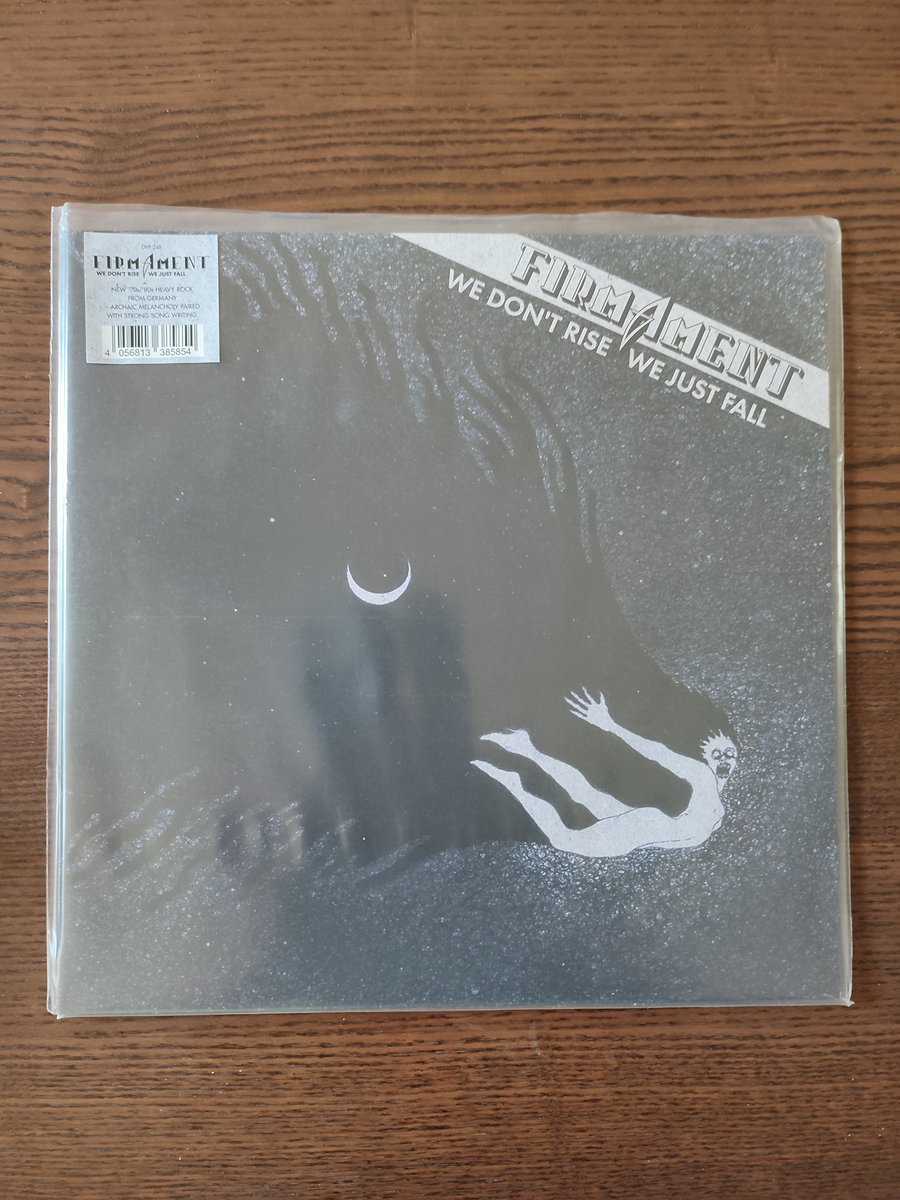 DVP 248
FIRMAMENT
WE DON'T RISE WE JUST FALL
NEW '70s/'80s HEAVY ROCK
FROM GERMANY
– ARCHAIC MELANCHOLY PAIRED
WITH STRONG SONG WRITING
4 056813 385854
FIRMAMENT
WE DON'T RISE WE JUST FALL